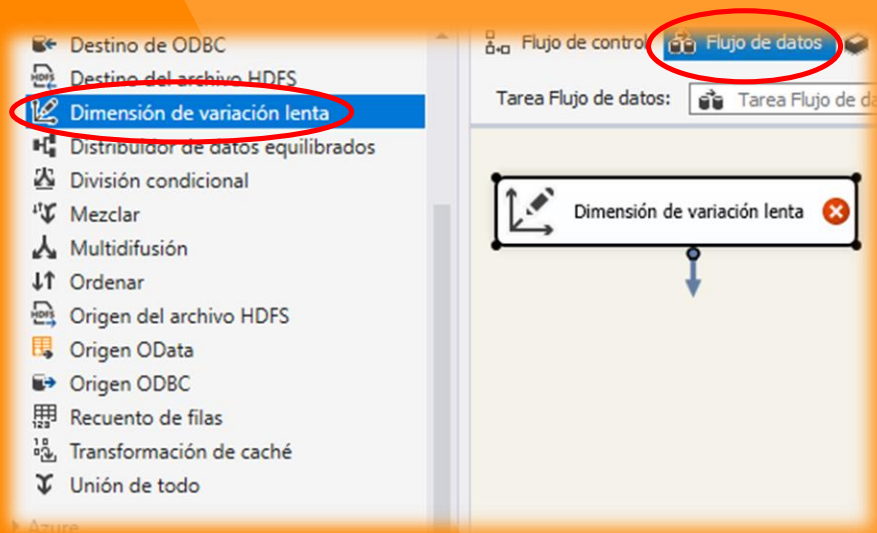 Destino de ODBC
Destino del archivo HDFS
Dimensión de variación lenta
Distribuidor de datos equilibrados
División condicional
Mezclar
Multidifusión
Ordenar
Origen del archivo HDFS
Origen OData
Origen ODBC
Recuento de filas
Transformación de caché
Unión de todo
Azure
Flujo de control
Flujo de datos
Tarea Flujo de datos:
Tarea Flujo de da
Dimensión de variación lenta